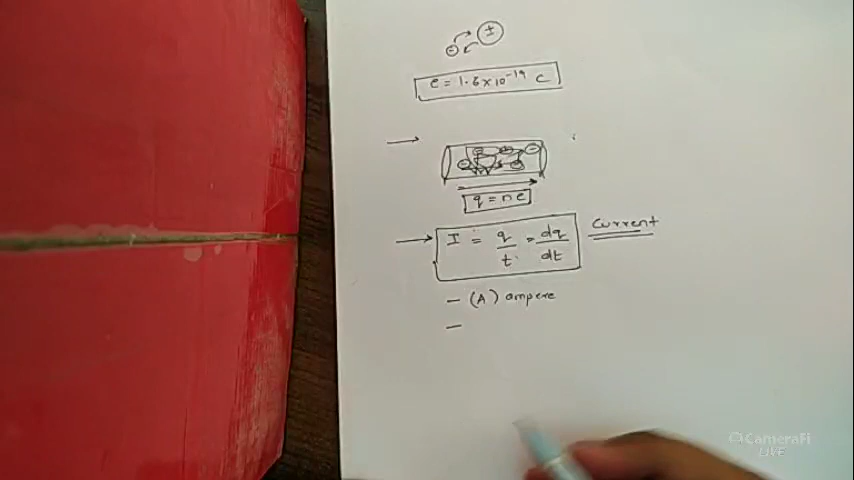 e = 1.6×10⁻¹⁹ C
q = ne
I = q/t = dq/dt Current
– (A) ampere
–
CameraFi
LIVE